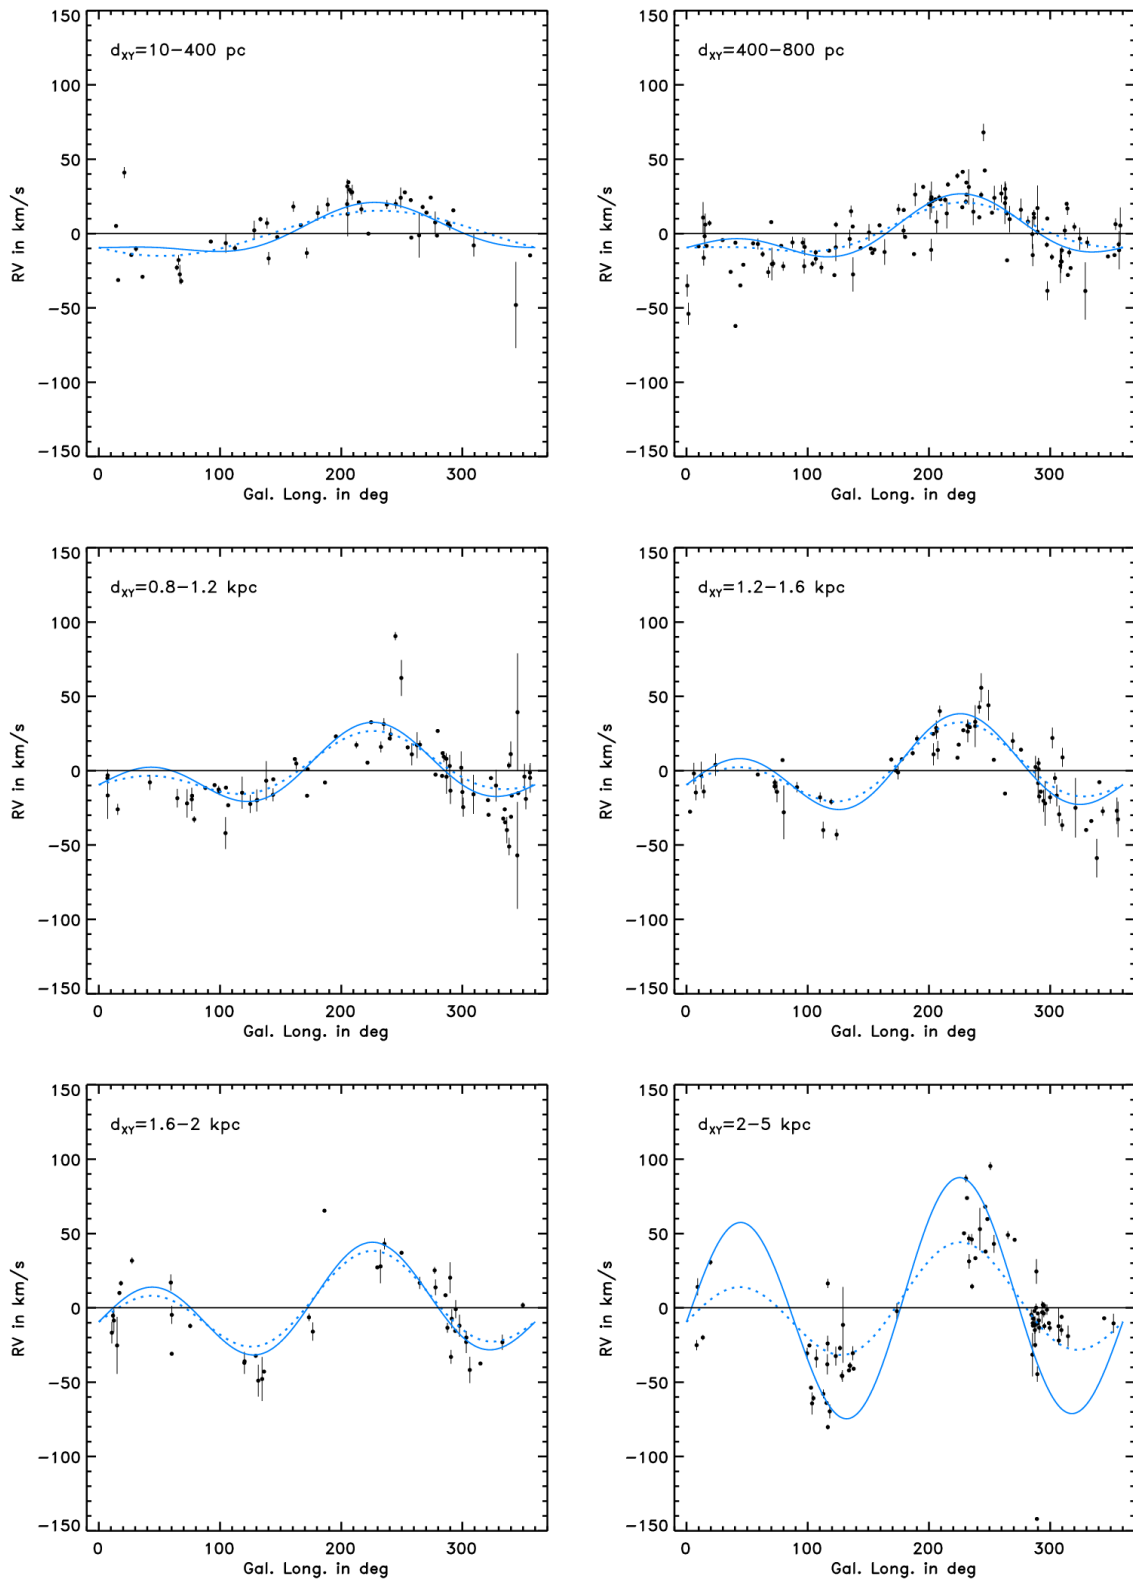 d_XY=10−400 pc
150
100
50
0
−50
−100
−150
RV in km/s
0 100 200 300
Gal. Long. in deg
d_XY=400−800 pc
150
100
50
0
−50
−100
−150
RV in km/s
0 100 200 300
Gal. Long. in deg
d_XY=0.8−1.2 kpc
150
100
50
0
−50
−100
−150
RV in km/s
0 100 200 300
Gal. Long. in deg
d_XY=1.2−1.6 kpc
150
100
50
0
−50
−100
−150
RV in km/s
0 100 200 300
Gal. Long. in deg
d_XY=1.6−2 kpc
150
100
50
0
−50
−100
−150
RV in km/s
0 100 200 300
Gal. Long. in deg
d_XY=2−5 kpc
150
100
50
0
−50
−100
−150
RV in km/s
0 100 200 300
Gal. Long. in deg